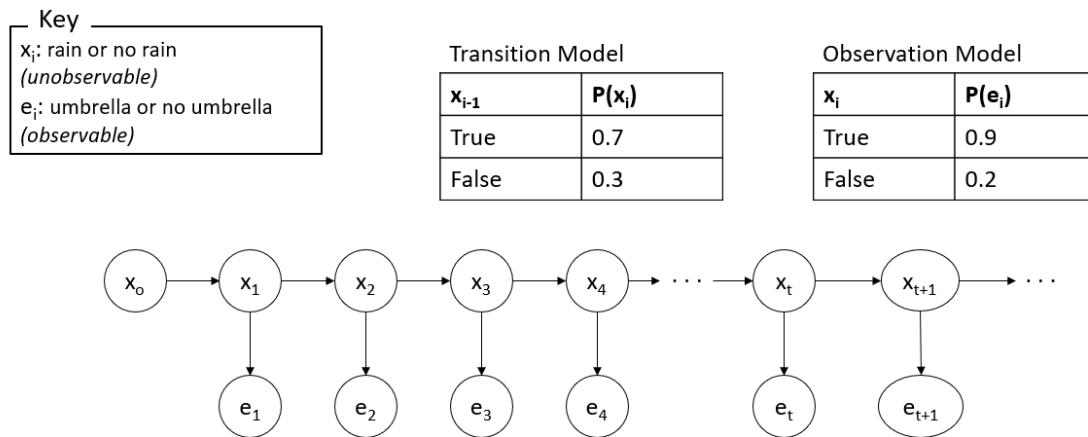 Key
xᵢ: rain or no rain
(unobservable)
eᵢ: umbrella or no umbrella
(observable)
Transition Model
xᵢ₋₁ P(xᵢ)
True 0.7
False 0.3
Observation Model
xᵢ P(eᵢ)
True 0.9
False 0.2
xₒ x₁ x₂ x₃ x₄ ··· xₜ xₜ₊₁ ···
e₁ e₂ e₃ e₄ eₜ eₜ₊₁